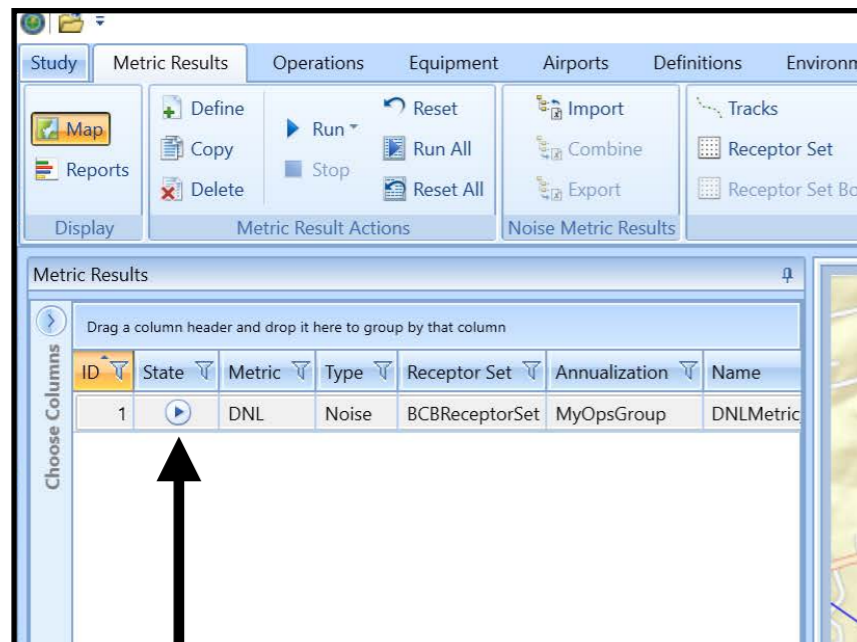 Study Metric Results Operations Equipment Airports Definitions
Define Reset Import Tracks
Map Run
Copy Run All Combine Receptor Set
Reports Stop
Delete Reset All Export Receptor Set
Display Metric Result Actions Noise Metric Results
Metric Results
Drag a column header and drop it here to group by that column
Choose Columns
ID State Metric Type Receptor Set Annualization Name
1 DNL Noise BCBReceptorSet MyOpsGroup DNLMetric